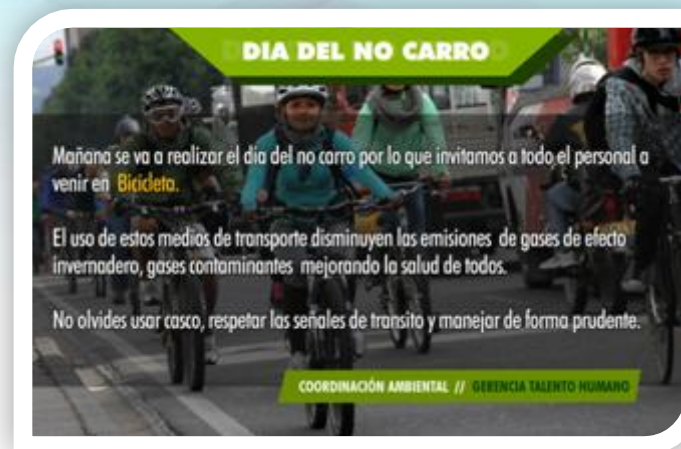 DIA DEL NO CARRO
Mañana se va a realizar el día del no carro por lo que invitamos a todo el personal a
venir en Bicicleta.
El uso de estos medios de transporte disminuyen las emisiones de gases de efecto
invernadero, gases contaminantes mejorando la salud de todos.
No olvides usar casco, respetar las señales de transito y manejar de forma prudente.
COORDINACIÓN AMBIENTAL // GERENCIA TALENTO HUMANO